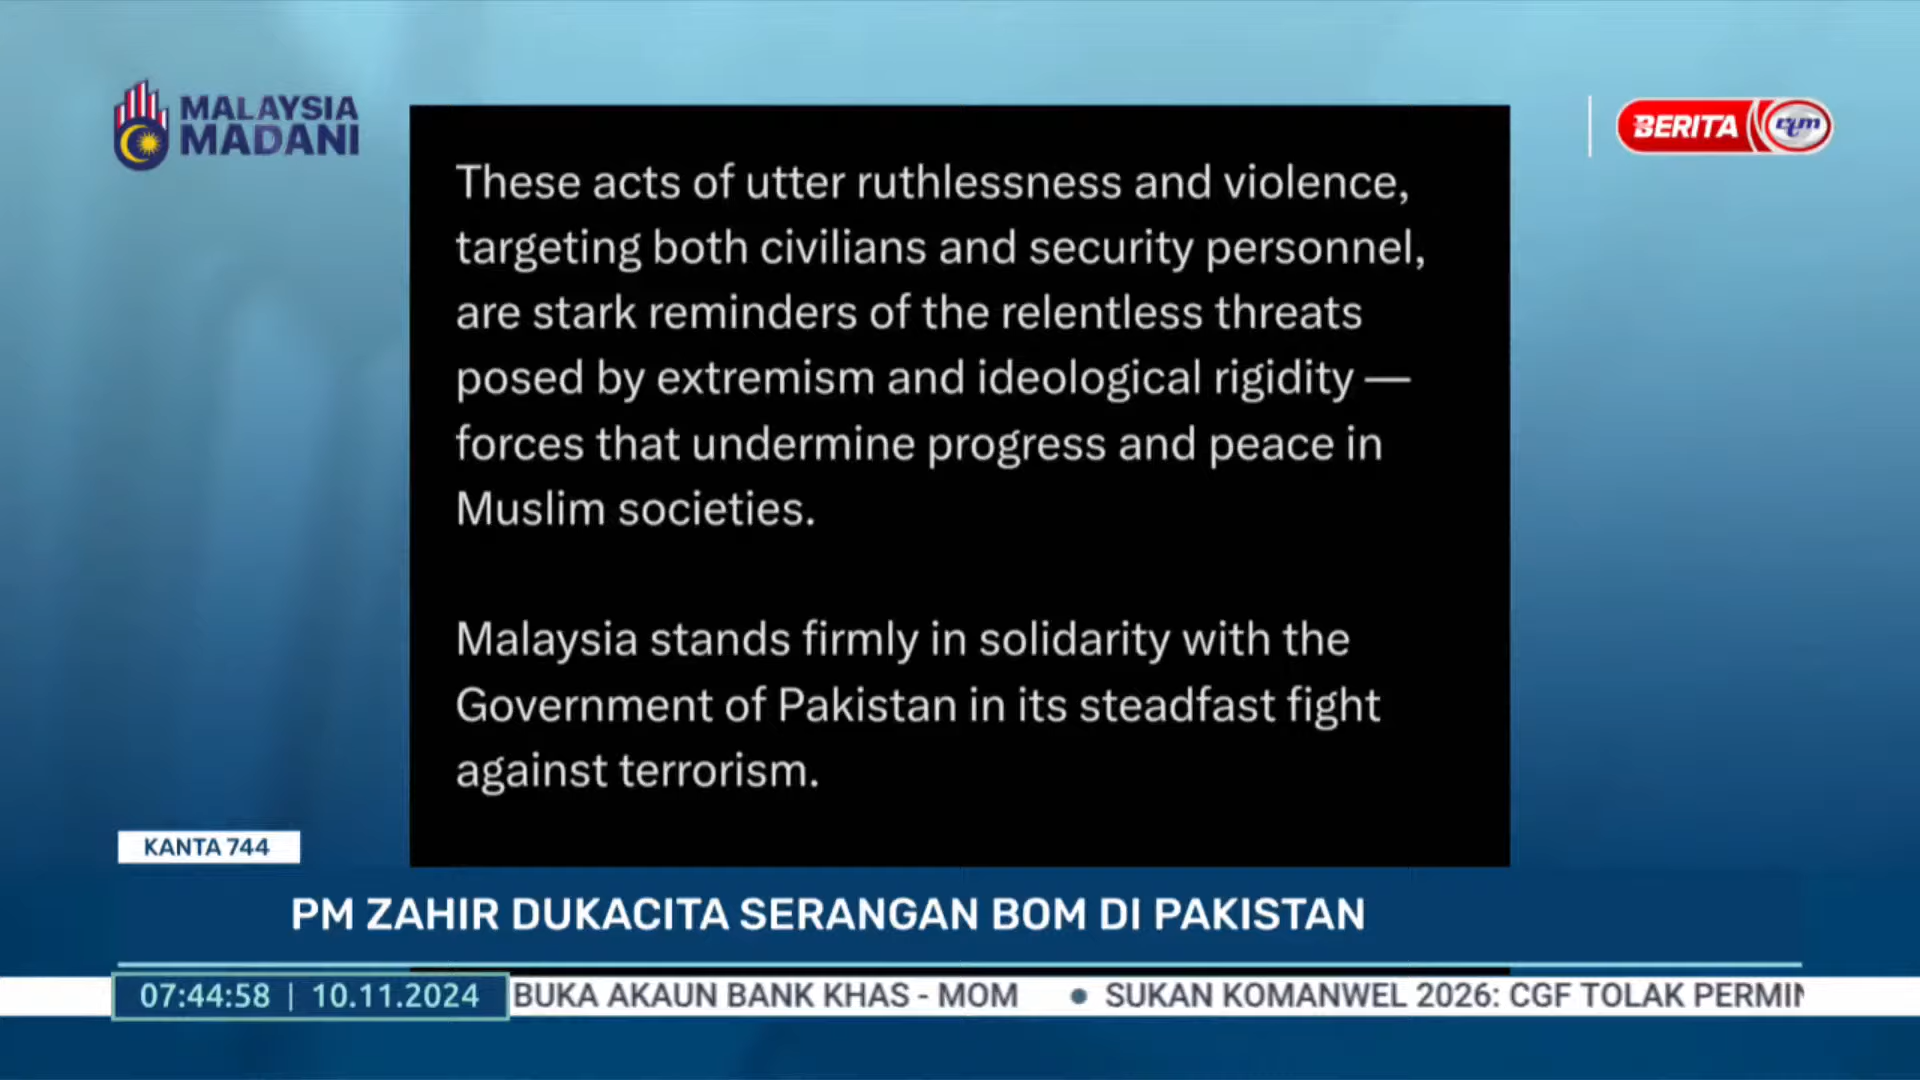 MALAYSIA
MADANI
BERITA rtm
These acts of utter ruthlessness and violence,
targeting both civilians and security personnel,
are stark reminders of the relentless threats
posed by extremism and ideological rigidity —
forces that undermine progress and peace in
Muslim societies.
Malaysia stands firmly in solidarity with the
Government of Pakistan in its steadfast fight
against terrorism.
KANTA 744
PM ZAHIR DUKACITA SERANGAN BOM DI PAKISTAN
07:44:58 | 10.11.2024 BUKA AKAUN BANK KHAS - MOM • SUKAN KOMANWEL 2026: CGF TOLAK PERMIN